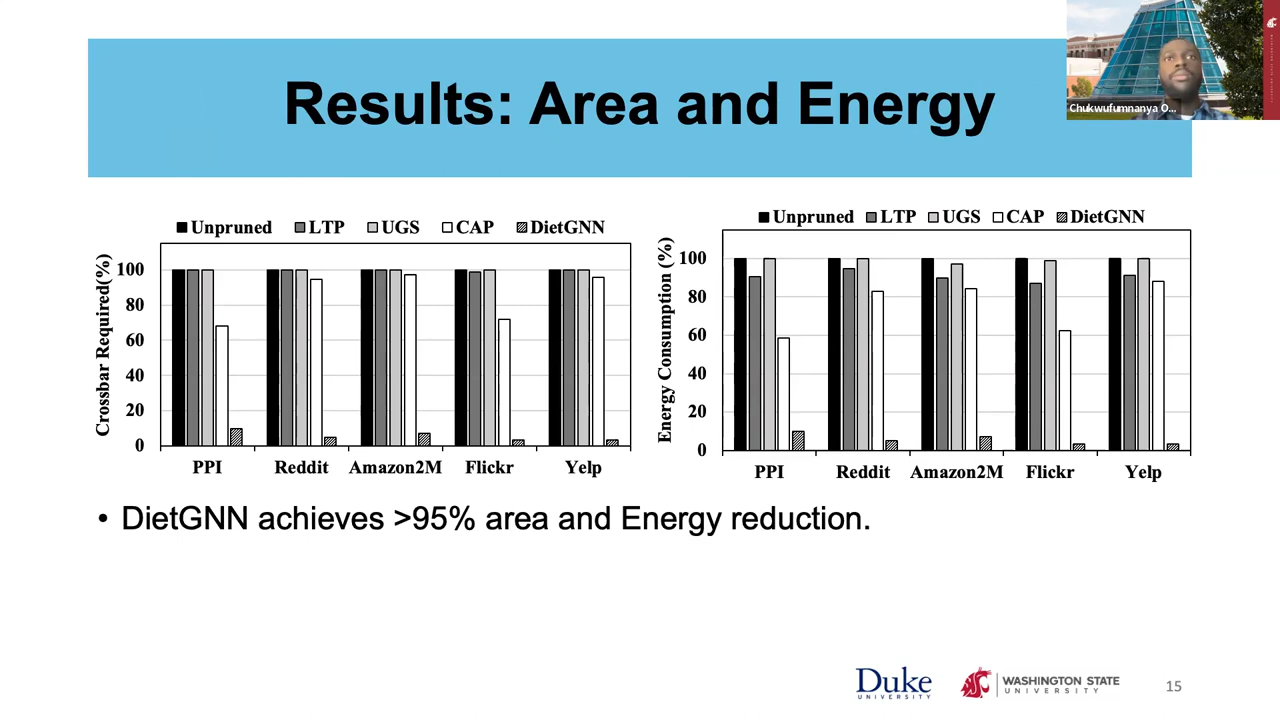 Results: Area and Energy
Chukwufumnanya O...
Unpruned LTP UGS CAP DietGNN
Crossbar Required(%)
100
80
60
40
20
0
PPI Reddit Amazon2M Flickr Yelp
Unpruned LTP UGS CAP DietGNN
Energy Consumption (%)
100
80
60
40
20
0
PPI Reddit Amazon2M Flickr Yelp
• DietGNN achieves >95% area and Energy reduction.
Duke
UNIVERSITY
WASHINGTON STATE
UNIVERSITY
15